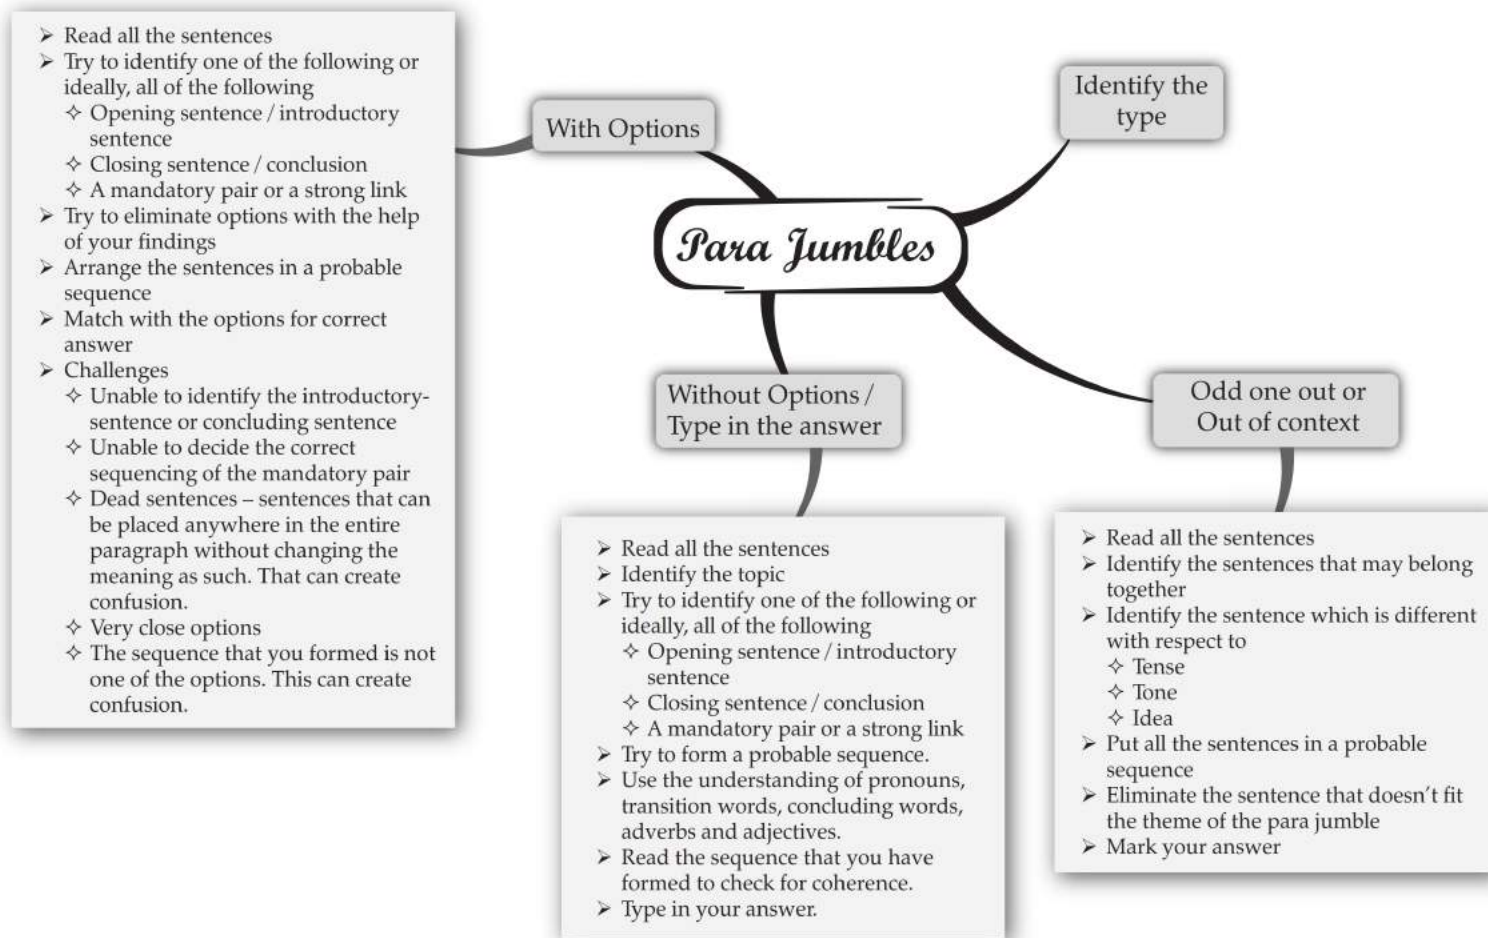 Para Jumbles
Identify the
type
With Options
➢ Read all the sentences
➢ Try to identify one of the following or
ideally, all of the following
✧ Opening sentence / introductory
sentence
✧ Closing sentence / conclusion
✧ A mandatory pair or a strong link
➢ Try to eliminate options with the help
of your findings
➢ Arrange the sentences in a probable
sequence
➢ Match with the options for correct
answer
➢ Challenges
✧ Unable to identify the introductory-
sentence or concluding sentence
✧ Unable to decide the correct
sequencing of the mandatory pair
✧ Dead sentences – sentences that can
be placed anywhere in the entire
paragraph without changing the
meaning as such. That can create
confusion.
✧ Very close options
✧ The sequence that you formed is not
one of the options. This can create
confusion.
Without Options /
Type in the answer
➢ Read all the sentences
➢ Identify the topic
➢ Try to identify one of the following or
ideally, all of the following
✧ Opening sentence / introductory
sentence
✧ Closing sentence / conclusion
✧ A mandatory pair or a strong link
➢ Try to form a probable sequence.
➢ Use the understanding of pronouns,
transition words, concluding words,
adverbs and adjectives.
➢ Read the sequence that you have
formed to check for coherence.
➢ Type in your answer.
Odd one out or
Out of context
➢ Read all the sentences
➢ Identify the sentences that may belong
together
➢ Identify the sentence which is different
with respect to
✧ Tense
✧ Tone
✧ Idea
➢ Put all the sentences in a probable
sequence
➢ Eliminate the sentence that doesn't fit
the theme of the para jumble
➢ Mark your answer